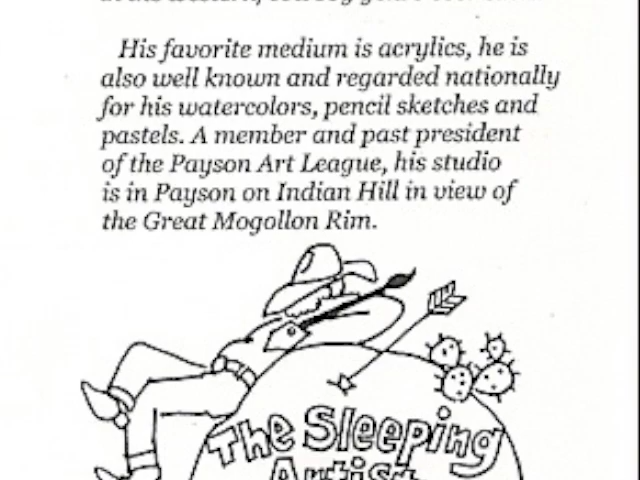 His favorite medium is acrylics, he is
also well known and regarded nationally
for his watercolors, pencil sketches and
pastels. A member and past president
of the Payson Art League, his studio
is in Payson on Indian Hill in view of
the Great Mogollon Rim.
The Sleeping
Artist